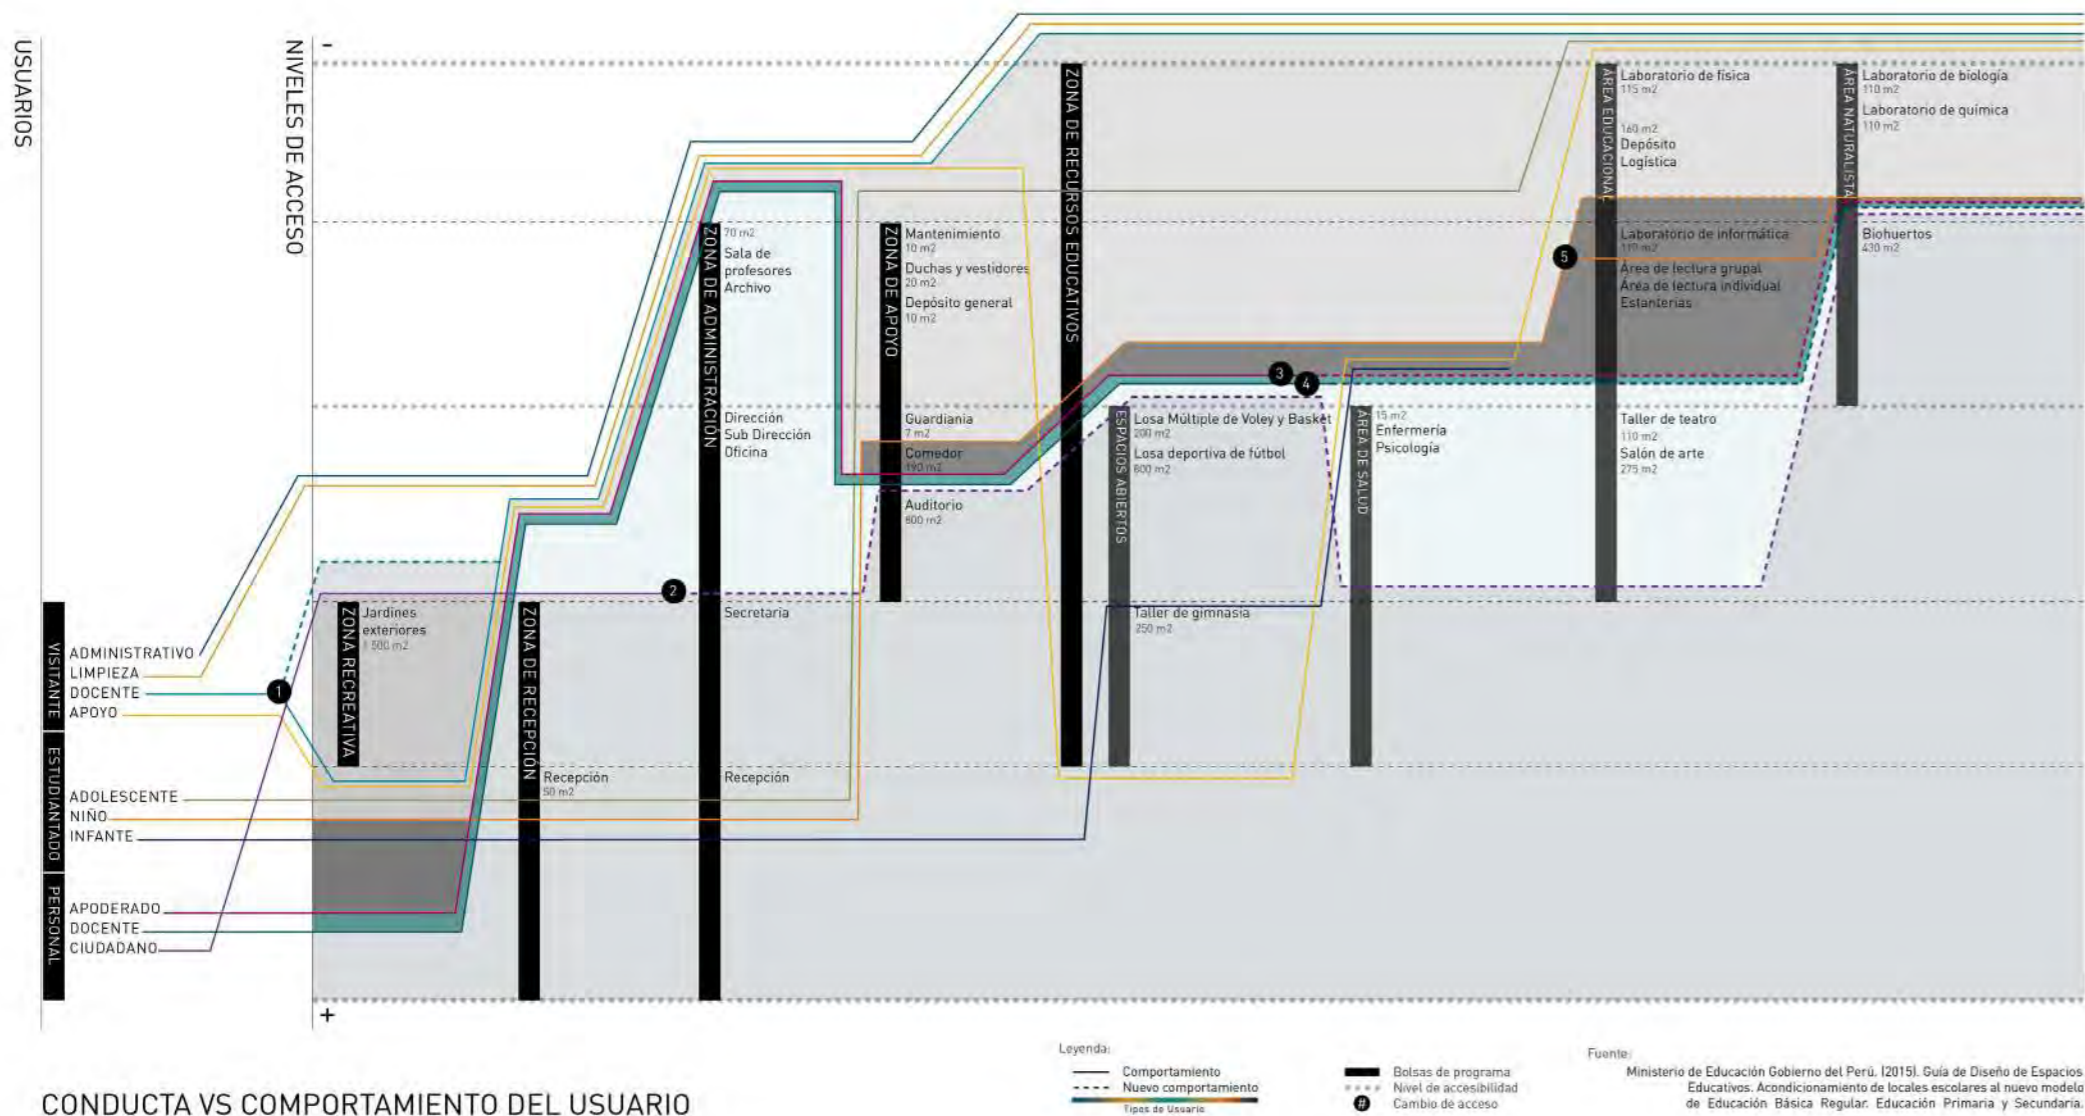 USUARIOS
NIVELES DE ACCESO
-
+
VISITANTE
ESTUDIANTADO
PERSONAL
ADMINISTRATIVO
LIMPIEZA
DOCENTE
APOYO
ADOLESCENTE
NIÑO
INFANTE
APODERADO
DOCENTE
CIUDADANO
1
ZONA RECREATIVA
Jardines
exteriores
1 500 m2
ZONA DE RECEPCIÓN
Recepción
50 m2
2
ZONA DE ADMINISTRACIÓN
70 m2
Sala de
profesores
Archivo
Dirección
Sub Dirección
Oficina
Secretaria
Recepción
ZONA DE APOYO
Mantenimiento
10 m2
Duchas y vestidores
20 m2
Depósito general
10 m2
Guardiania
7 m2
Comedor
190 m2
Auditorio
600 m2
ZONA DE RECURSOS EDUCATIVOS
ESPACIOS ABIERTOS
Losa Múltiple de Voley y Basket
200 m2
Losa deportiva de fútbol
800 m2
Taller de gimnasia
250 m2
3
4
ÁREA DE SALUD
15 m2
Enfermería
Psicología
5
ÁREA EDUCACIONAL
Laboratorio de física
115 m2
160 m2
Depósito
Logística
Laboratorio de informática
110 m2
Área de lectura grupal
Área de lectura individual
Estanterias
Taller de teatro
110 m2
Salón de arte
275 m2
ÁREA NATURALISTA
Laboratorio de biología
110 m2
Laboratorio de química
110 m2
Biohuertos
430 m2
CONDUCTA VS COMPORTAMIENTO DEL USUARIO
Leyenda:
Comportamiento
Nuevo comportamiento
Tipos de Usuario
Bolsas de programa
Nivel de accesibilidad
# Cambio de acceso
Fuente:
Ministerio de Educación Gobierno del Perú. (2015). Guía de Diseño de Espacios
Educativos. Acondicionamiento de locales escolares al nuevo modelo
de Educación Básica Regular. Educación Primaria y Secundaria.